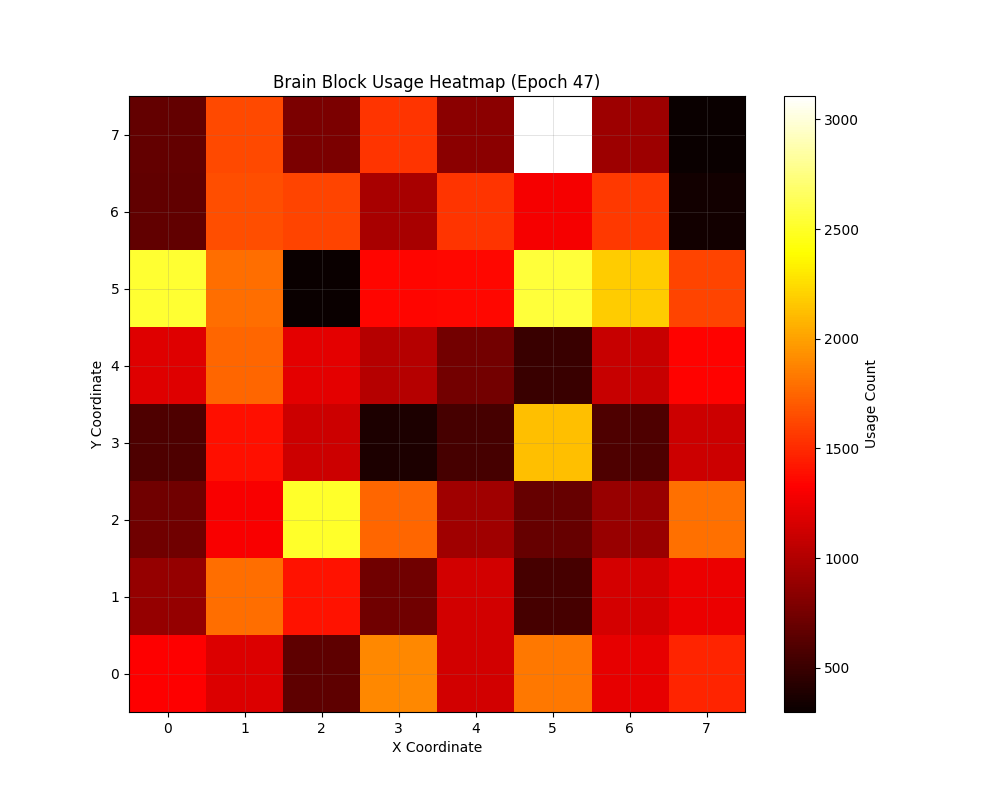 Brain Block Usage Heatmap (Epoch 47)
Y Coordinate
7
6
5
4
3
2
1
0
0 1 2 3 4 5 6 7
X Coordinate
3000
2500
2000
1500
1000
500
Usage Count